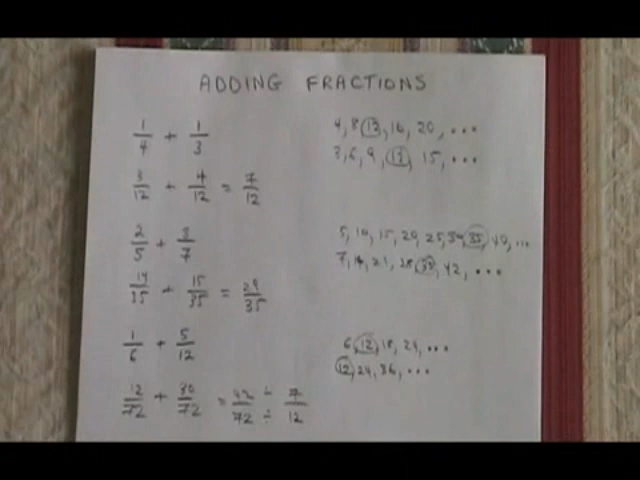 ADDING FRACTIONS
1/4 + 1/3
4, 8, 12, 16, 20, ...
3, 6, 9, 12, 15, ...
3/12 + 4/12 = 7/12
2/5 + 3/7
5, 10, 15, 20, 25, 30, 35, 40, ...
7, 14, 21, 28, 35, 42, ...
14/35 + 15/35 = 29/35
1/6 + 5/12
6, 12, 18, 24, ...
12, 24, 36, ...
12/72 + 30/72 = 42/72 ÷ 7/12